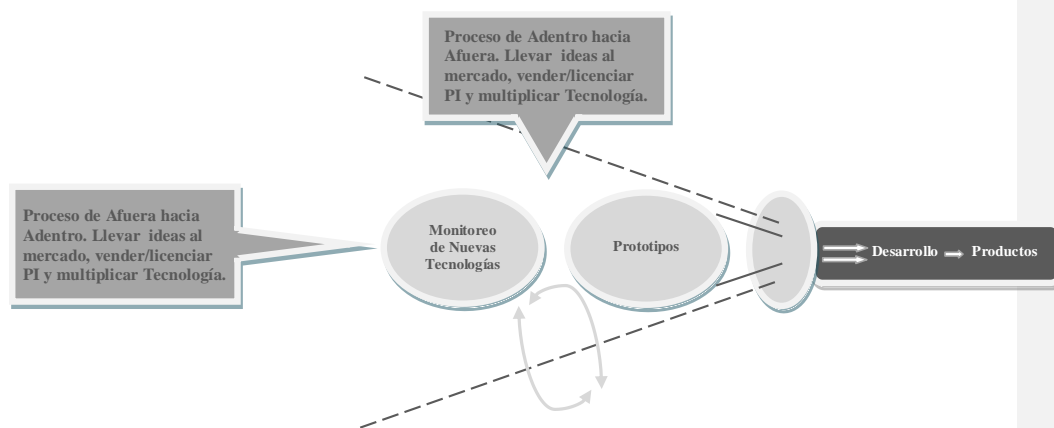 Proceso de Adentro hacia
Afuera. Llevar ideas al
mercado, vender/licenciar
PI y multiplicar Tecnología.
Proceso de Afuera hacia
Adentro. Llevar ideas al
mercado, vender/licenciar
PI y multiplicar Tecnología.
Monitoreo
de Nuevas
Tecnologías
Prototipos
Desarrollo
Productos